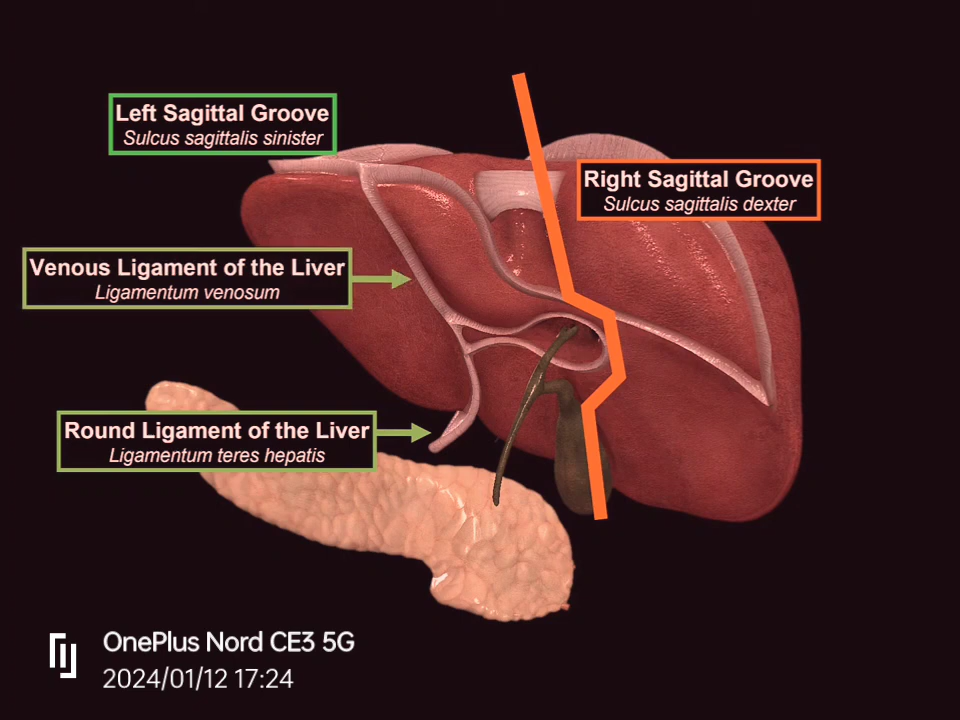 Left Sagittal Groove
Sulcus sagittalis sinister
Right Sagittal Groove
Sulcus sagittalis dexter
Venous Ligament of the Liver
Ligamentum venosum
Round Ligament of the Liver
Ligamentum teres hepatis
OnePlus Nord CE3 5G
2024/01/12 17:24